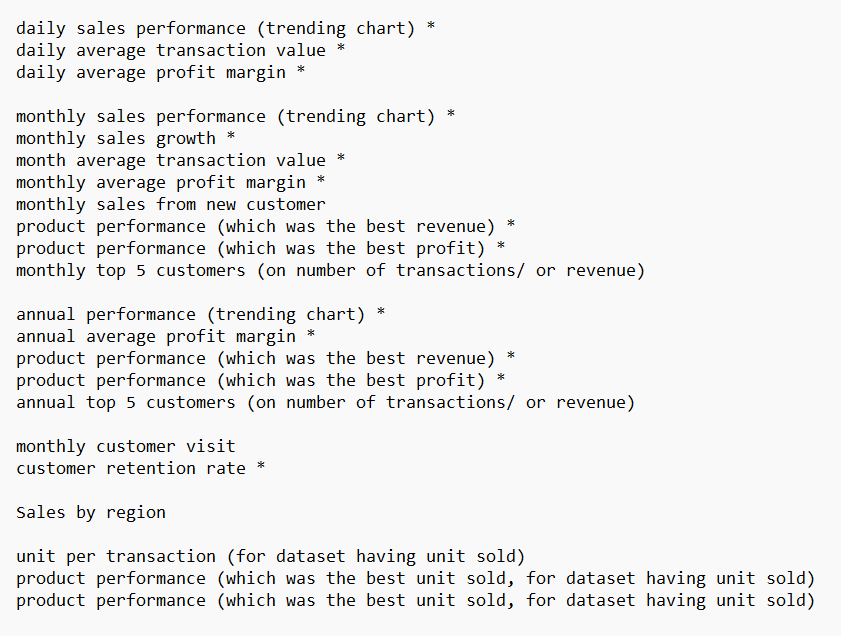 daily sales performance (trending chart) *
daily average transaction value *
daily average profit margin *
monthly sales performance (trending chart) *
monthly sales growth *
month average transaction value *
monthly average profit margin *
monthly sales from new customer
product performance (which was the best revenue) *
product performance (which was the best profit) *
monthly top 5 customers (on number of transactions/ or revenue)
annual performance (trending chart) *
annual average profit margin *
product performance (which was the best revenue) *
product performance (which was the best profit) *
annual top 5 customers (on number of transactions/ or revenue)
monthly customer visit
customer retention rate *
Sales by region
unit per transaction (for dataset having unit sold)
product performance (which was the best unit sold, for dataset having unit sold)
product performance (which was the best unit sold, for dataset having unit sold)